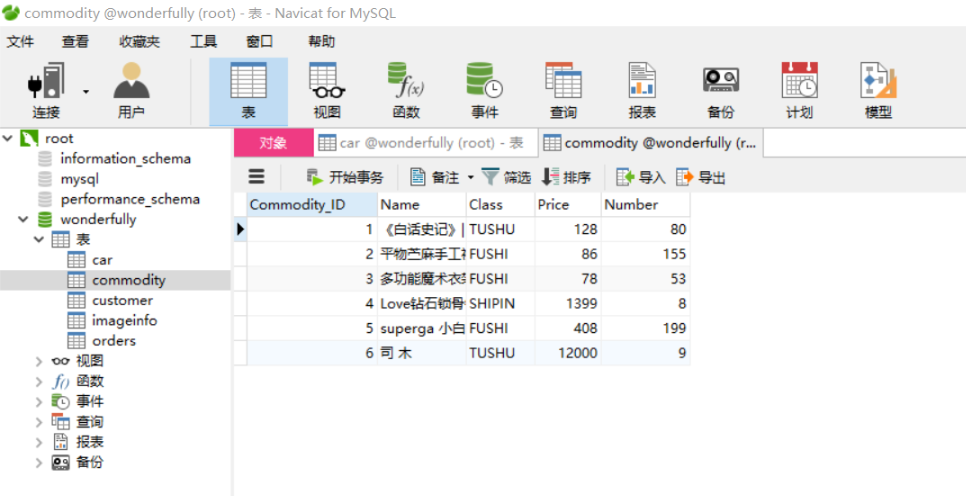 commodity @wonderfully (root) - 表 - Navicat for MySQL
文件 查看 收藏夹 工具 窗口 帮助
连接 用户 表 视图 函数 事件 查询 报表 备份 计划 模型
root
information_schema
mysql
performance_schema
wonderfully
表
car
commodity
customer
imageinfo
orders
视图
函数
事件
查询
报表
备份
对象 car @wonderfully (root) - 表 commodity @wonderfully (r...
开始事务 备注 筛选 排序 导入 导出
Commodity_ID Name Class Price Number
1 《白话史记》 TUSHU 128 80
2 平物苎麻手工 FUSHI 86 155
3 多功能魔术衣 FUSHI 78 53
4 Love钻石锁骨 SHIPIN 1399 8
5 superga 小白 FUSHI 408 199
6 司 木 TUSHU 12000 9